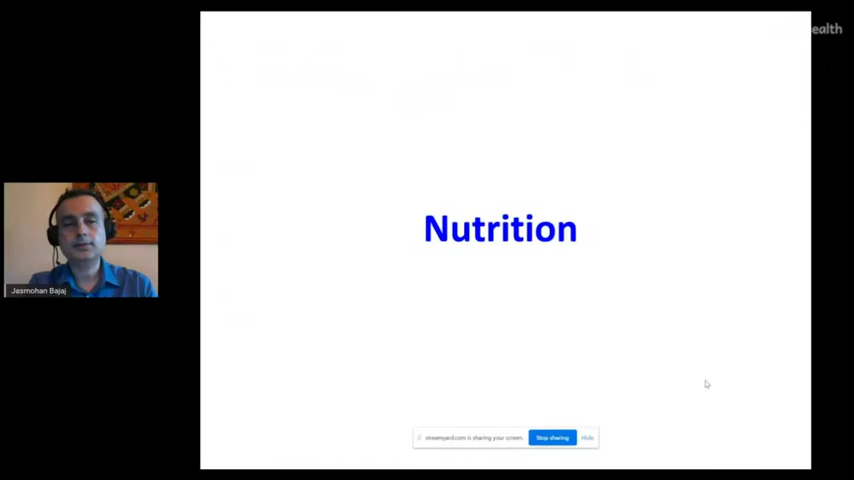 ealth
Nutrition
Jasmohan Bajaj
streamyard.com is sharing your screen.
Stop sharing
Hide